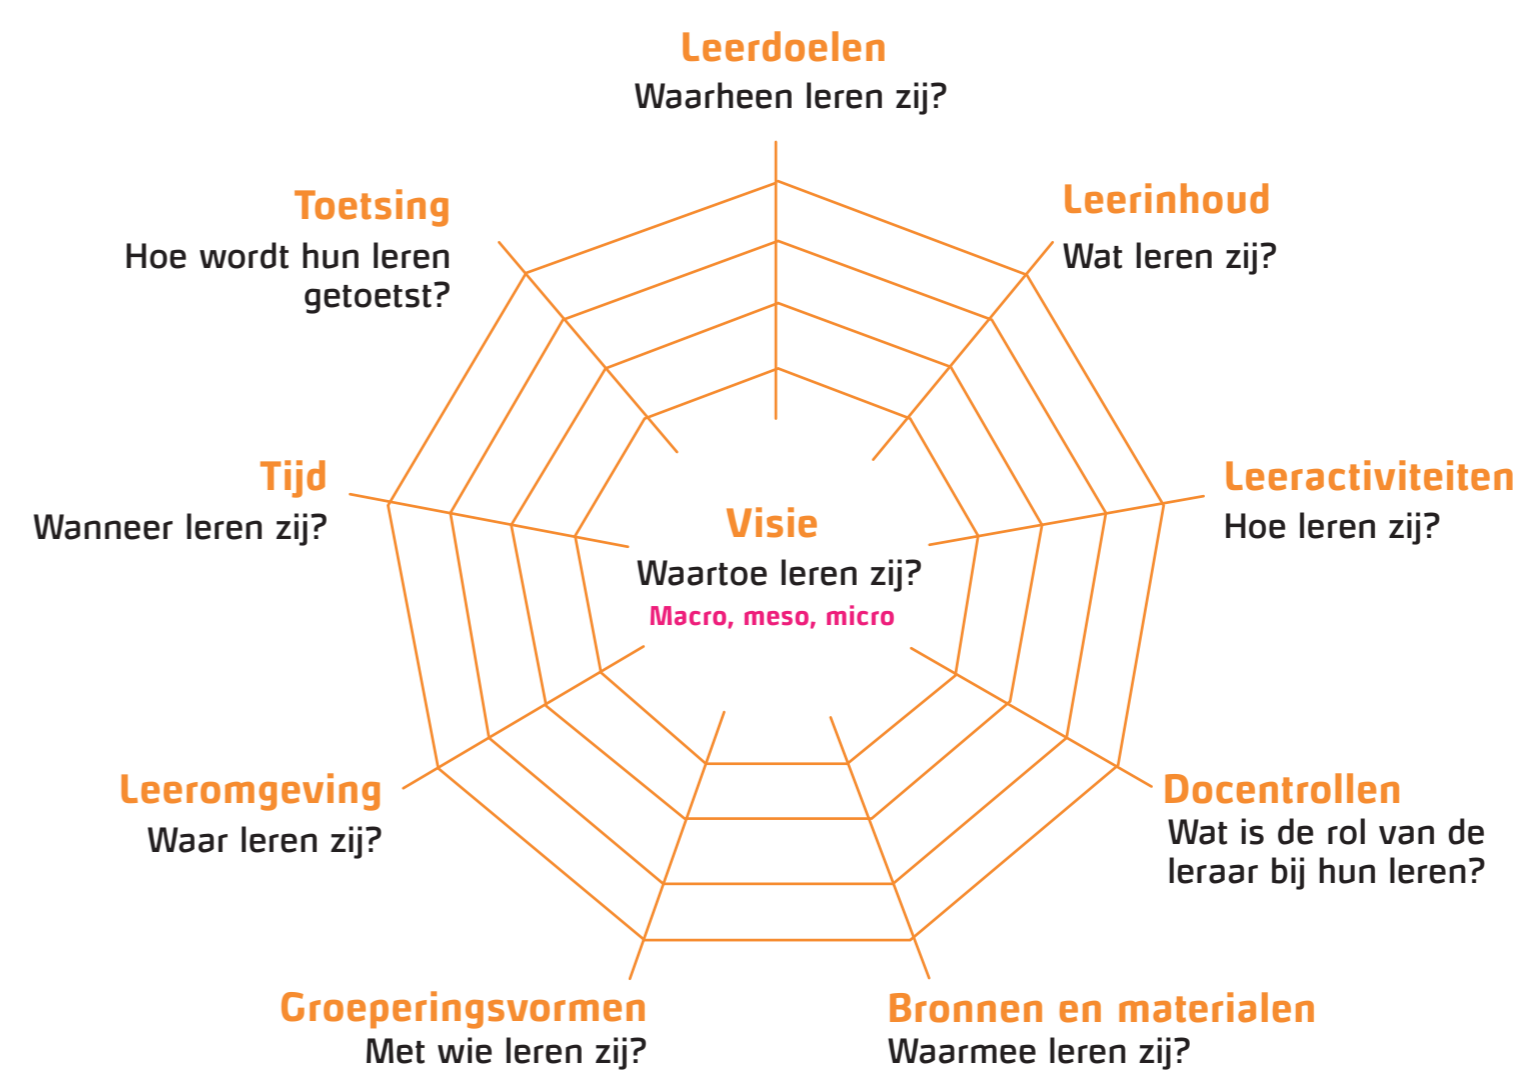 Leerdoelen
Waarheen leren zij?
Leerinhoud
Wat leren zij?
Leeractiviteiten
Hoe leren zij?
Docentrollen
Wat is de rol van de
leraar bij hun leren?
Bronnen en materialen
Waarmee leren zij?
Groeperingsvormen
Met wie leren zij?
Leeromgeving
Waar leren zij?
Tijd
Wanneer leren zij?
Toetsing
Hoe wordt hun leren
getoetst?
Visie
Waartoe leren zij?
Macro, meso, micro